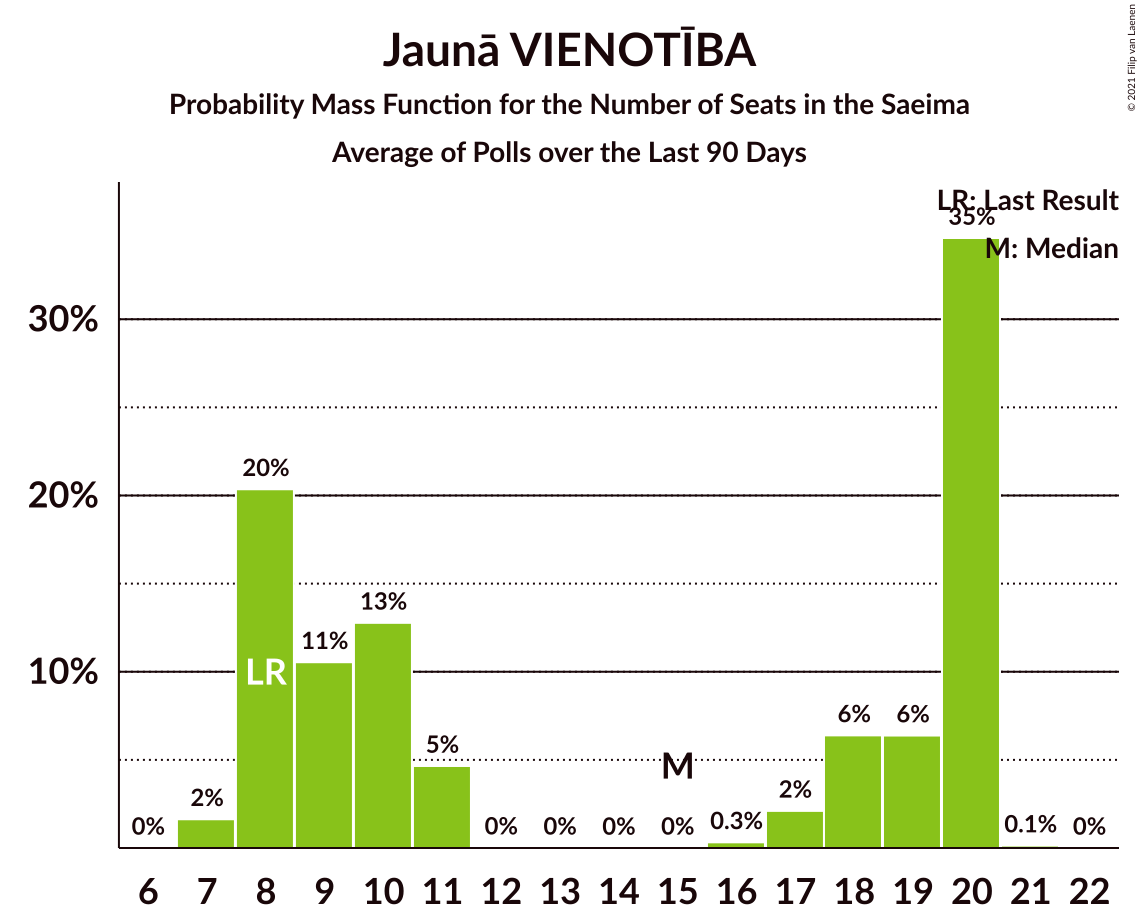 Jaunā VIENOTĪBA
Probability Mass Function for the Number of Seats in the Saeima
Average of Polls over the Last 90 Days
© 2021 Filip van Laenen
LR: Last Result
M: Median
35%
30%
20%
20%
13%
11%
10%
LR
6%
6%
5%
M
2%
2%
0%
0%
0%
0%
0%
0.3%
0.1%
0%
6 7 8 9 10 11 12 13 14 15 16 17 18 19 20 21 22